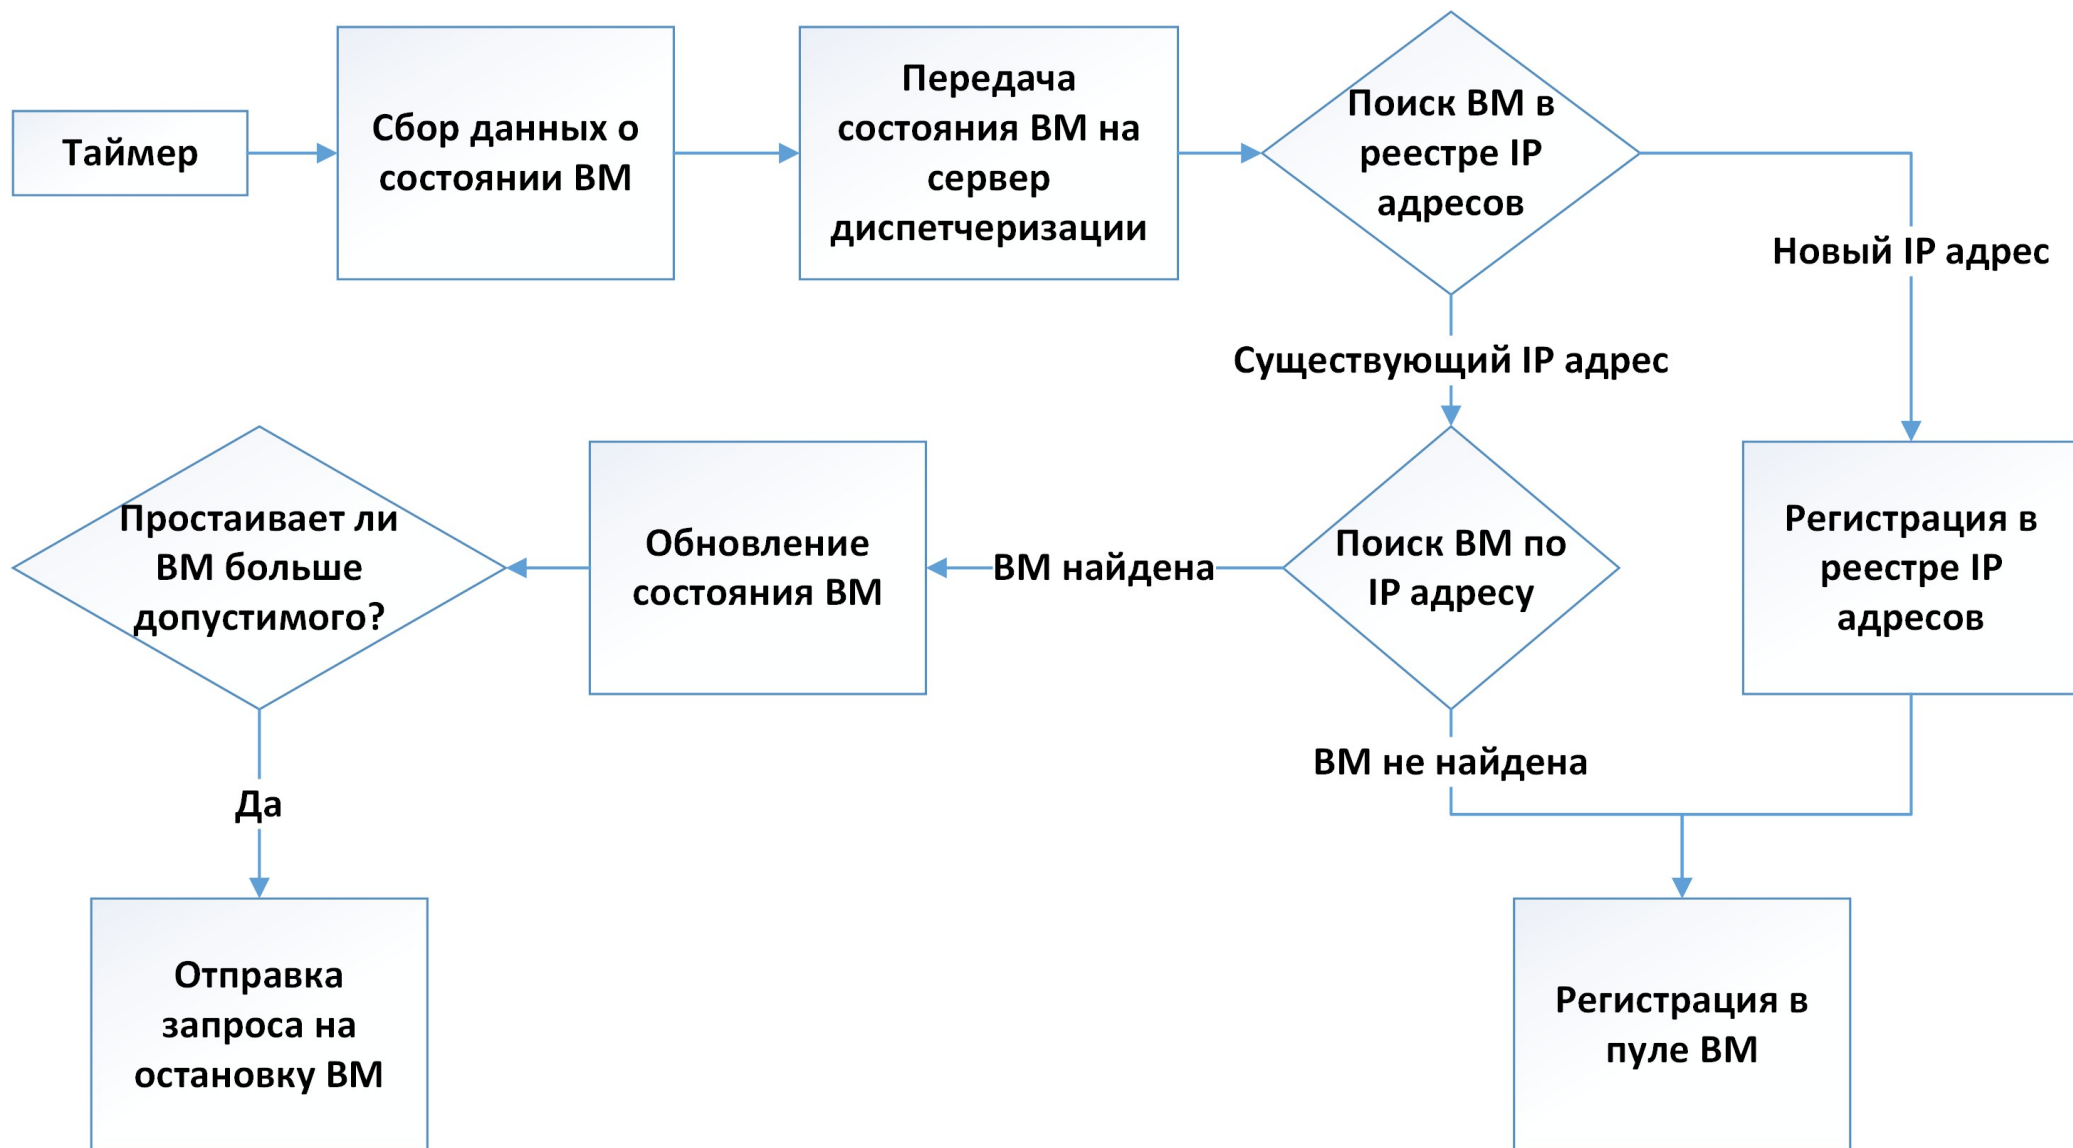 Таймер
Сбор данных о
состоянии ВМ
Передача
состояния ВМ на
сервер
диспетчеризации
Поиск ВМ в
реестре IP
адресов
Новый IP адрес
Существующий IP адрес
Простаивает ли
ВМ больше
допустимого?
Обновление
состояния ВМ
ВМ найдена
Поиск ВМ по
IP адресу
Регистрация в
реестре IP
адресов
ВМ не найдена
Да
Отправка
запроса на
остановку ВМ
Регистрация в
пуле ВМ